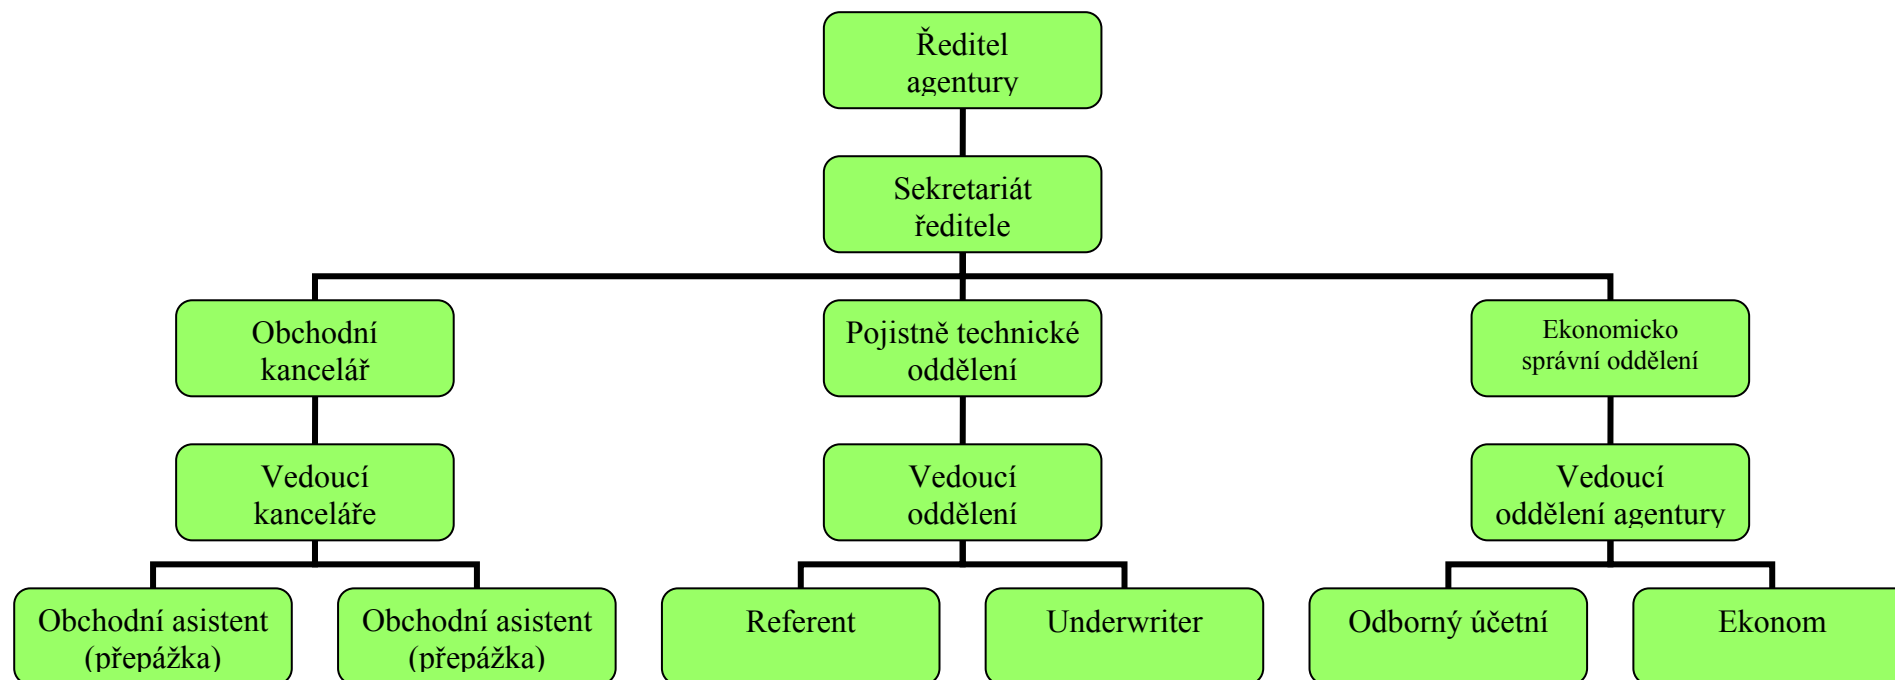 Ředitel
agentury
Sekretariát
ředitele
Obchodní
kancelář
Pojistně technické
oddělení
Ekonomicko
správní oddělení
Vedoucí
kanceláře
Vedoucí
oddělení
Vedoucí
oddělení agentury
Obchodní asistent
(přepážka)
Obchodní asistent
(přepážka)
Referent
Underwriter
Odborný účetní
Ekonom